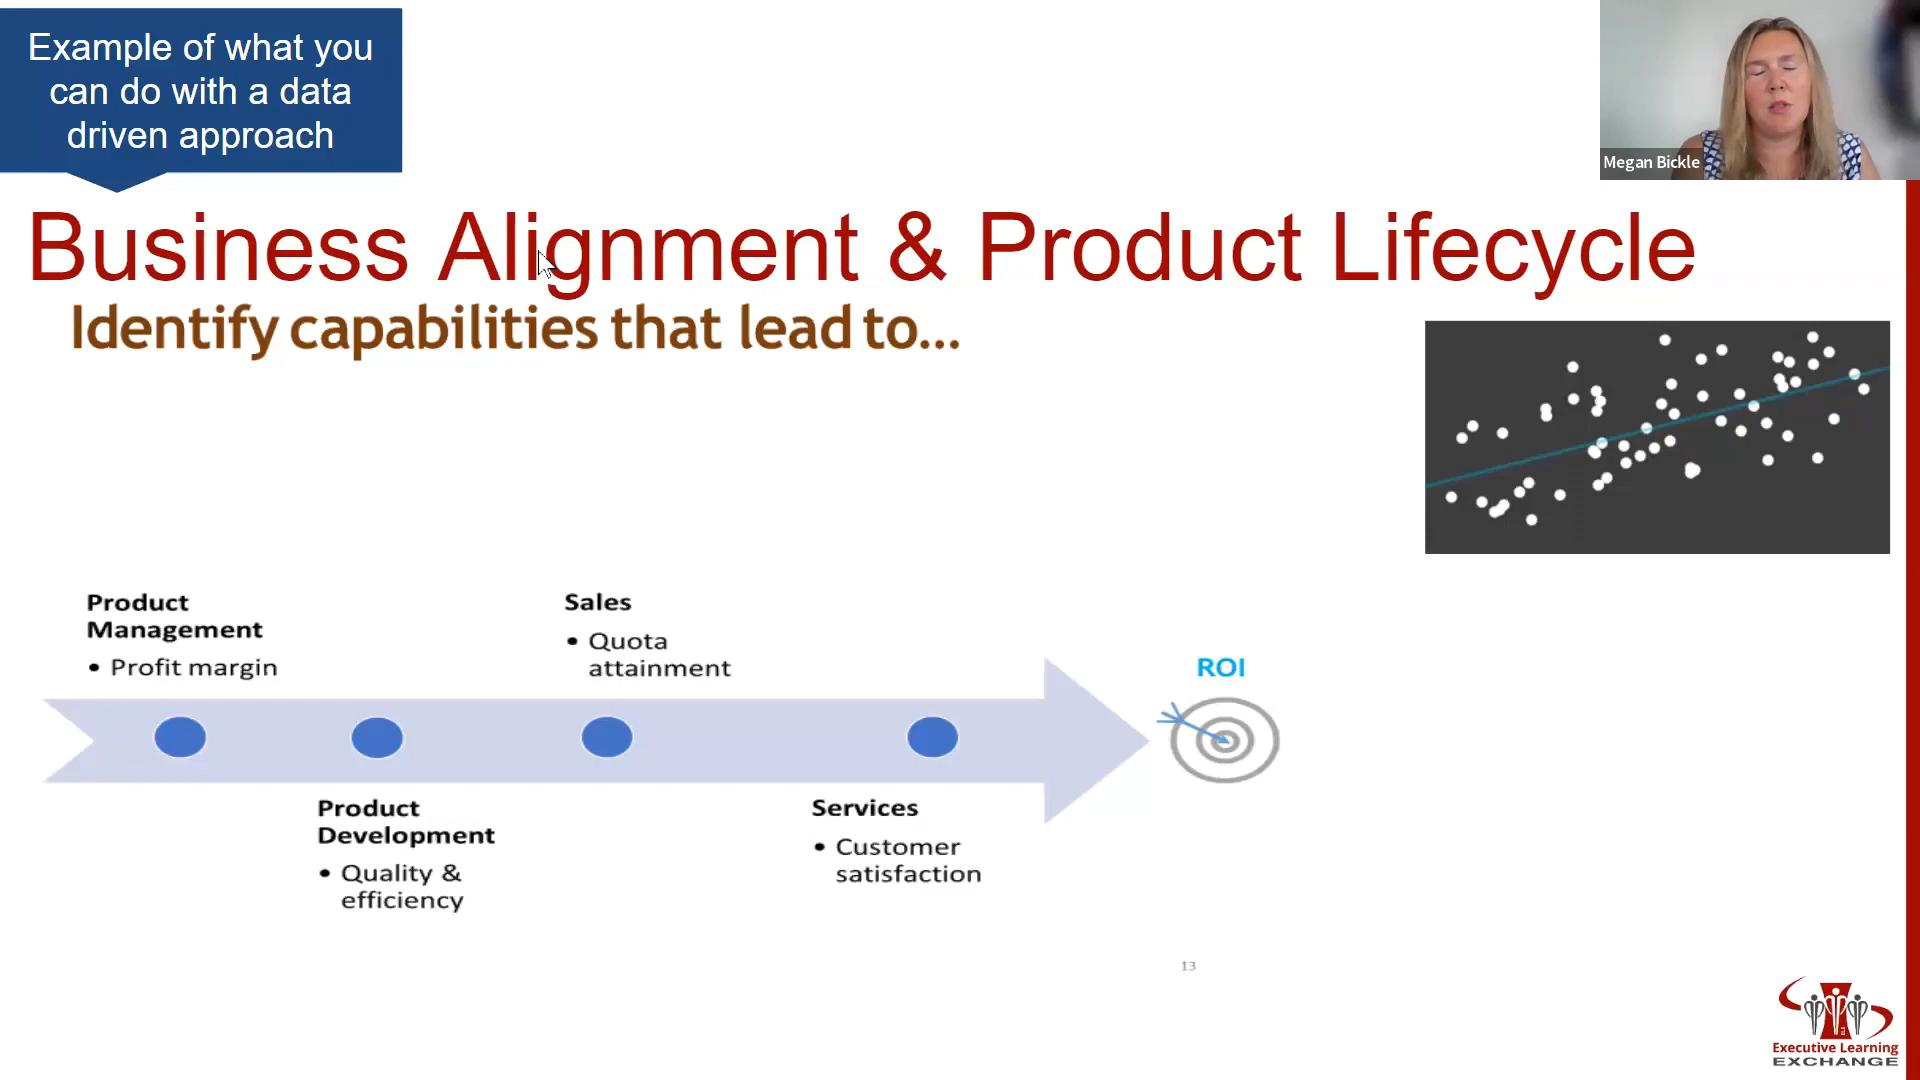 Example of what you
can do with a data
driven approach
Megan Bickle
Business Alignment & Product Lifecycle
Identify capabilities that lead to...
Product
Management
• Profit margin
Sales
• Quota
attainment
ROI
Product
Development
• Quality &
efficiency
Services
• Customer
satisfaction
13
Executive Learning
EXCHANGE